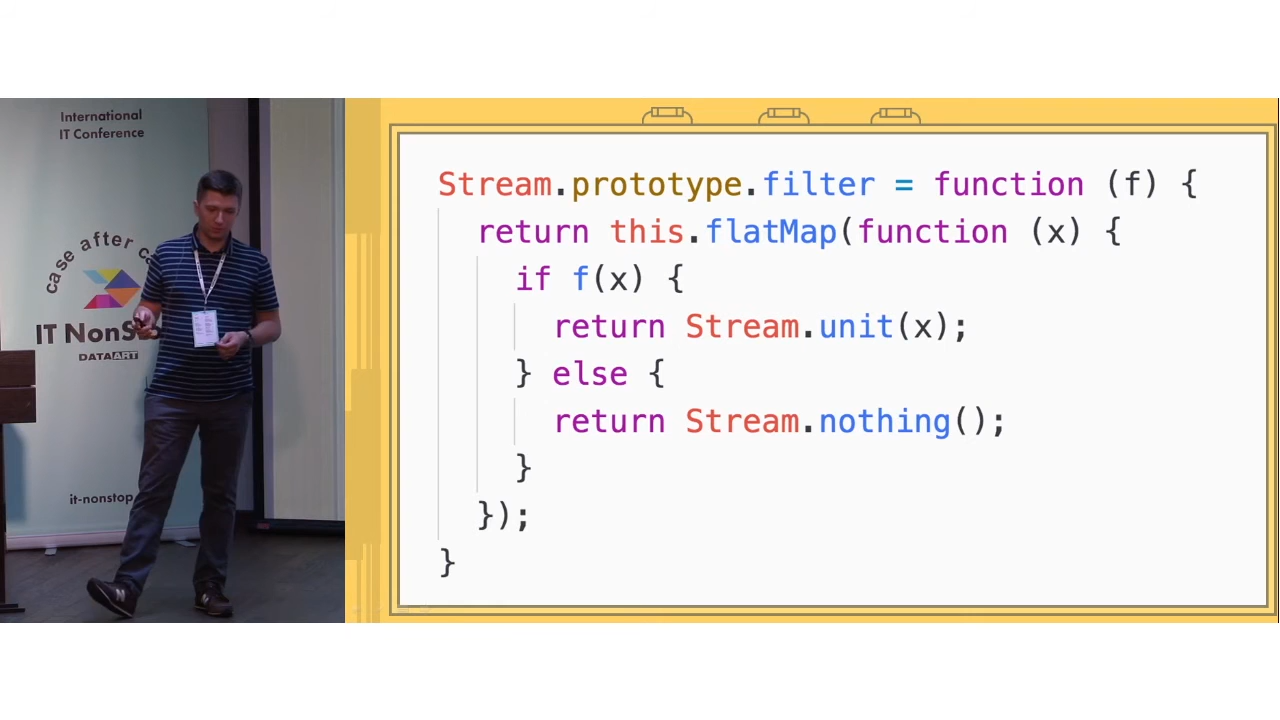 International
IT Conference
case after
IT NonS
DATAART
it-nonstop.
Stream.prototype.filter = function (f) {
  return this.flatMap(function (x) {
    if f(x) {
      return Stream.unit(x);
    } else {
      return Stream.nothing();
    }
  });
}